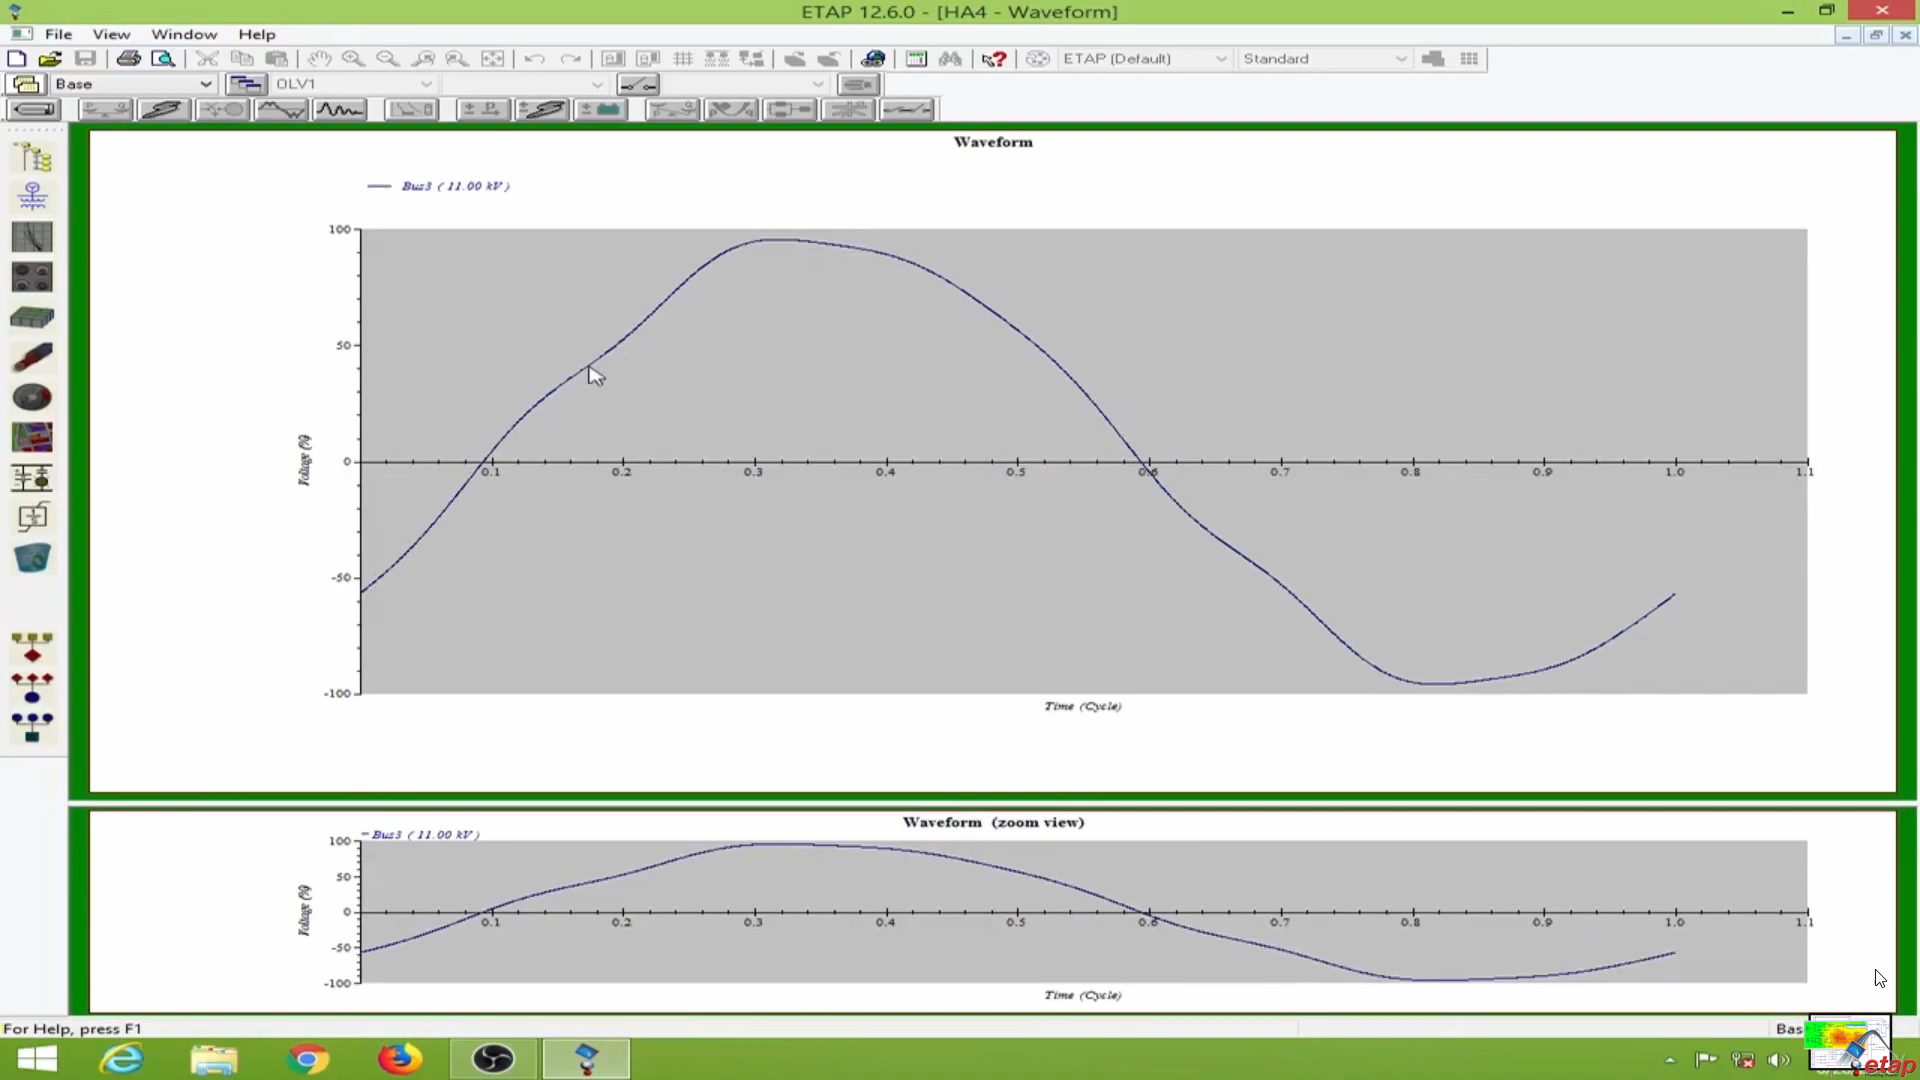 ETAP 12.6.0 - [HA4 - Waveform]
File View Window Help
ETAP (Default) Standard
Base OLV1
Waveform
Bus3 ( 11.00 kV )
100
50
0
-50
-100
Voltage (%)
0.1 0.2 0.3 0.4 0.5 0.6 0.7 0.8 0.9 1.0 1.1
Time (Cycle)
Waveform (zoom view)
Bus3 ( 11.00 kV )
100
50
0
-50
-100
Voltage (%)
0.1 0.2 0.3 0.4 0.5 0.6 0.7 0.8 0.9 1.0 1.1
Time (Cycle)
For Help, press F1
Bas
etap